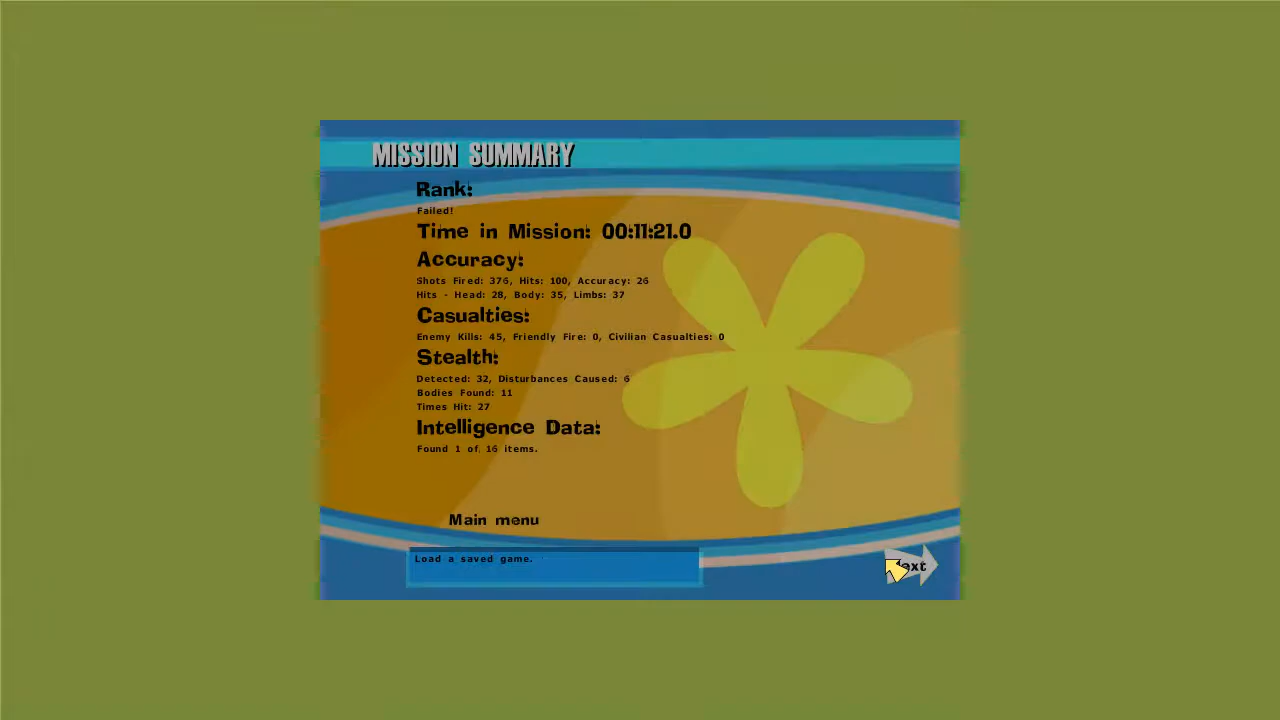 MISSION SUMMARY
Rank:
Failed!
Time in Mission: 00:11:21.0
Accuracy:
Shots Fired: 376, Hits: 100, Accuracy: 26
Hits - Head: 28, Body: 35, Limbs: 37
Casualties:
Enemy Kills: 45, Friendly Fire: 0, Civilian Casualties: 0
Stealth:
Detected: 32, Disturbances Caused: 6
Bodies Found: 11
Times Hit: 27
Intelligence Data:
Found 1 of 16 items.
Main menu
Load a saved game.